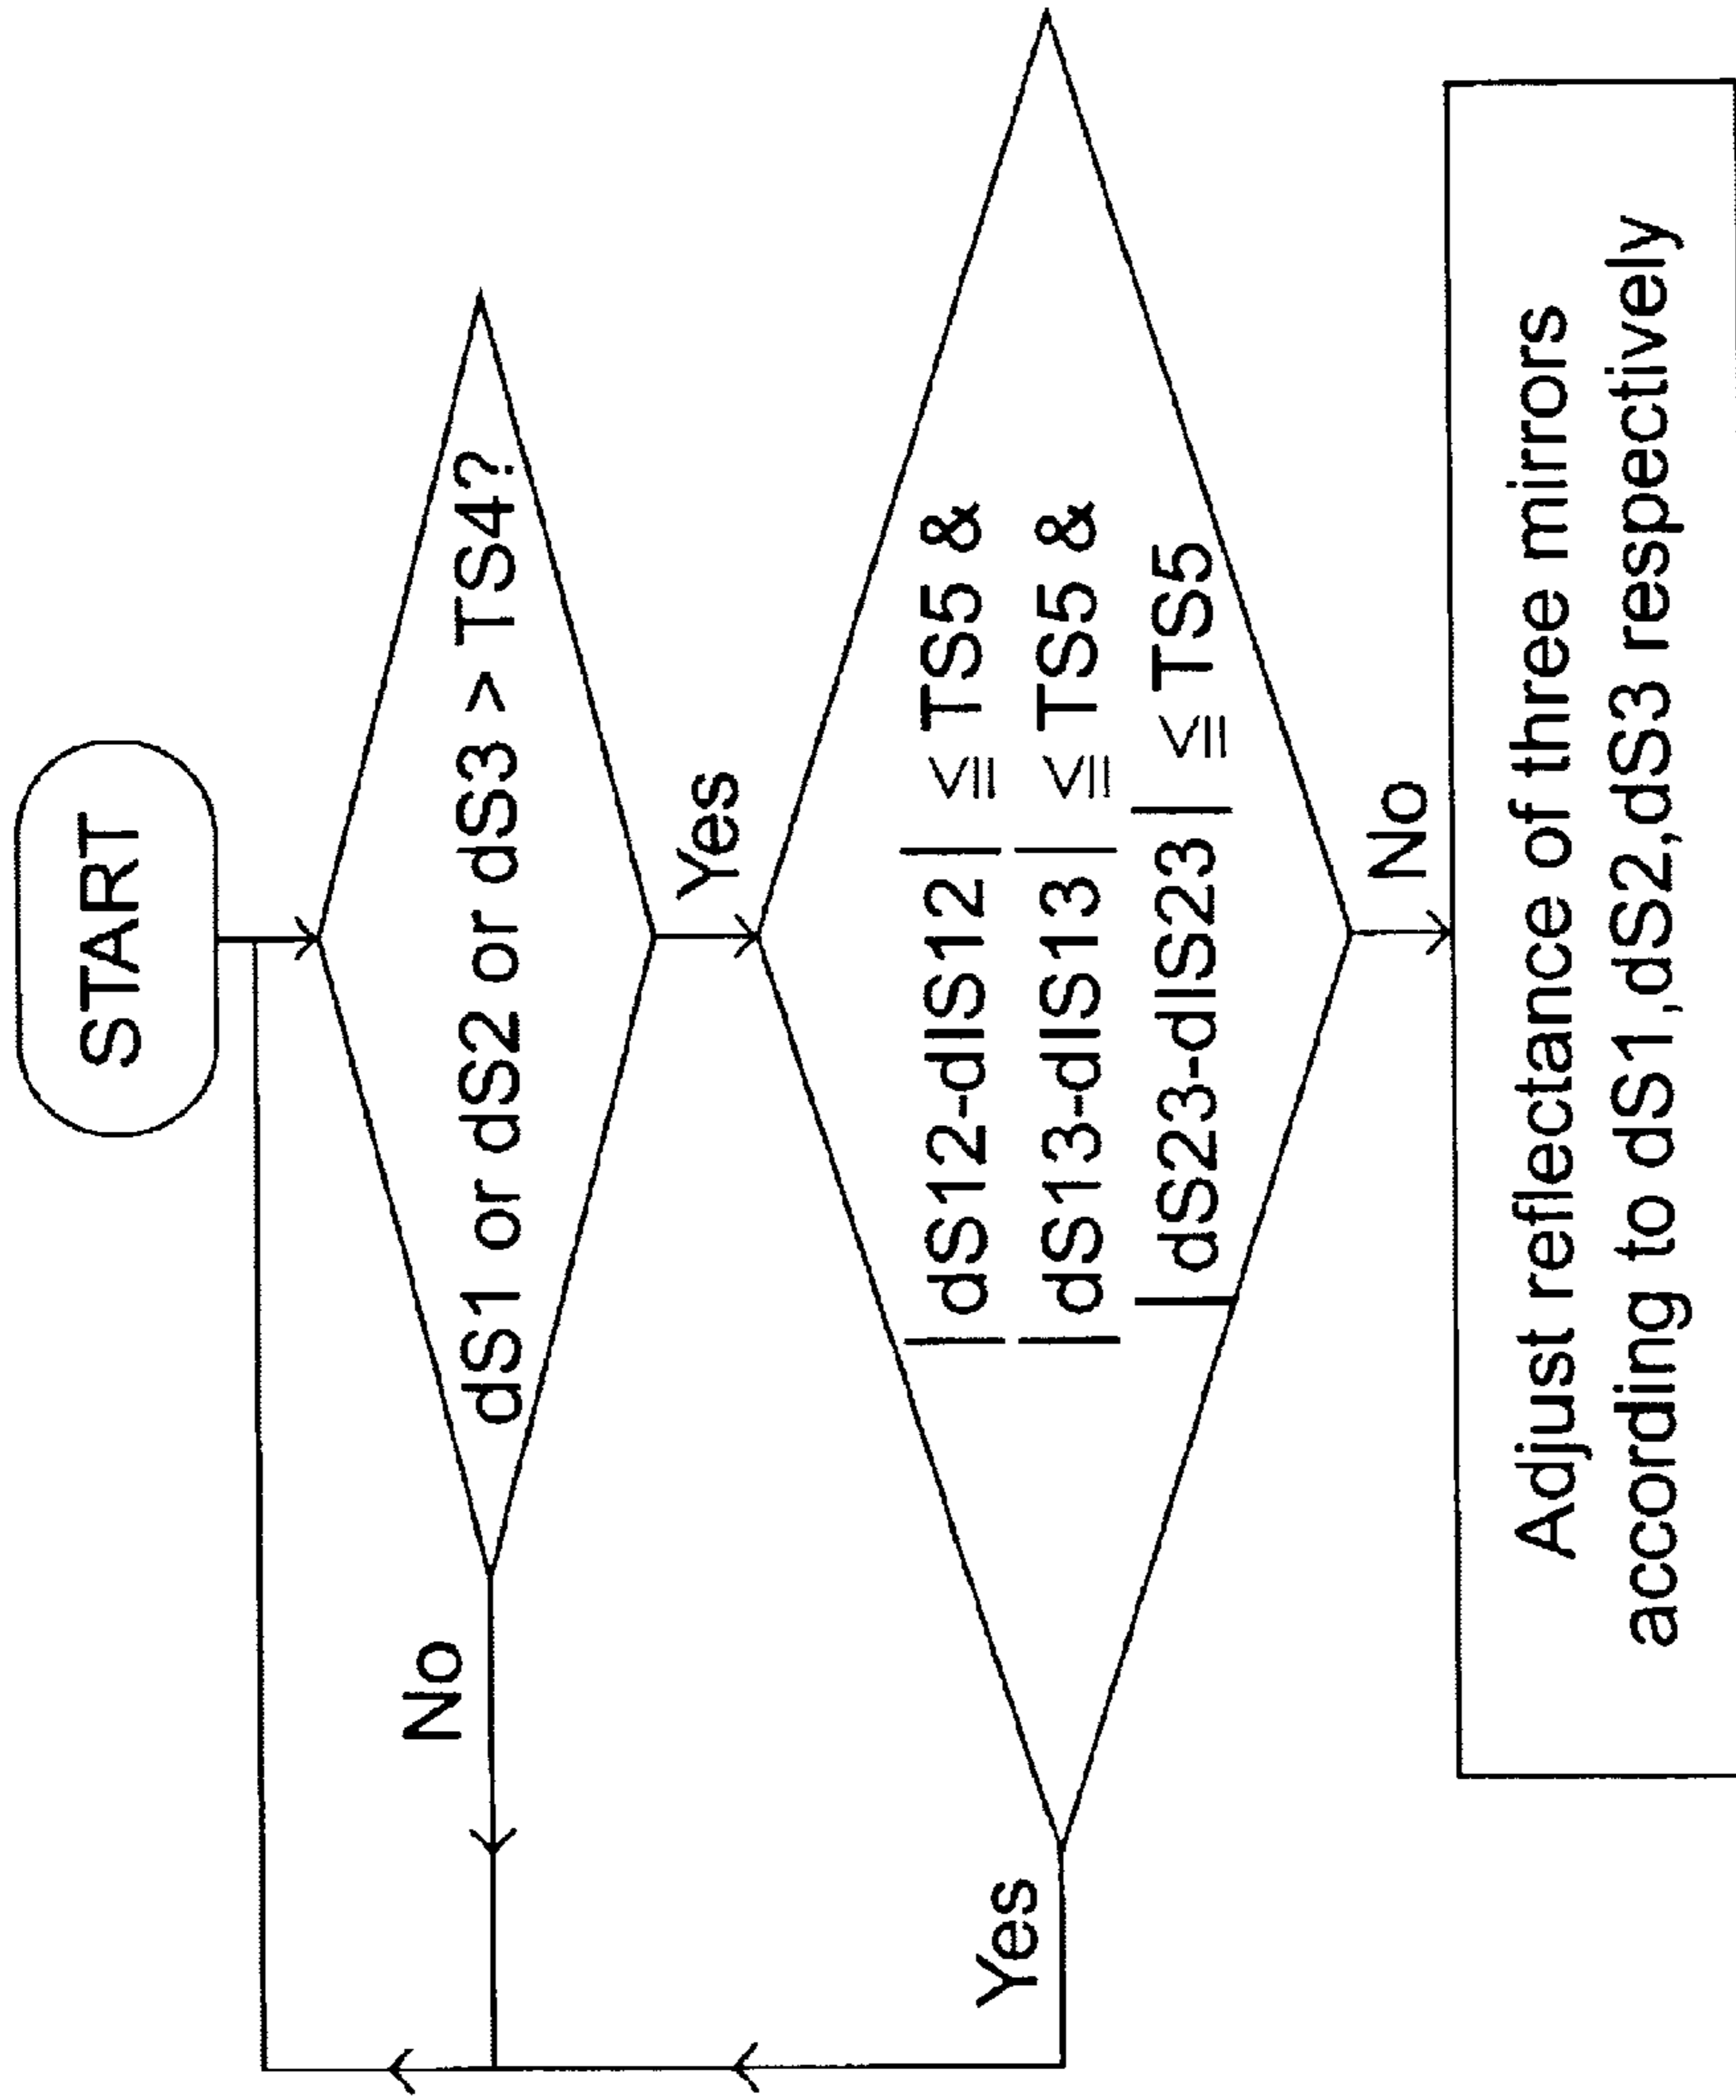 START
dS1 or dS2 or dS3 > TS4?
No
Yes
|dS12-dIS12| ≦ TS5 &
|dS13-dIS13| ≦ TS5 &
|dS23-dIS23| ≦ TS5
Yes
No
Adjust reflectance of three mirrors
according to dS1,dS2,dS3 respectively